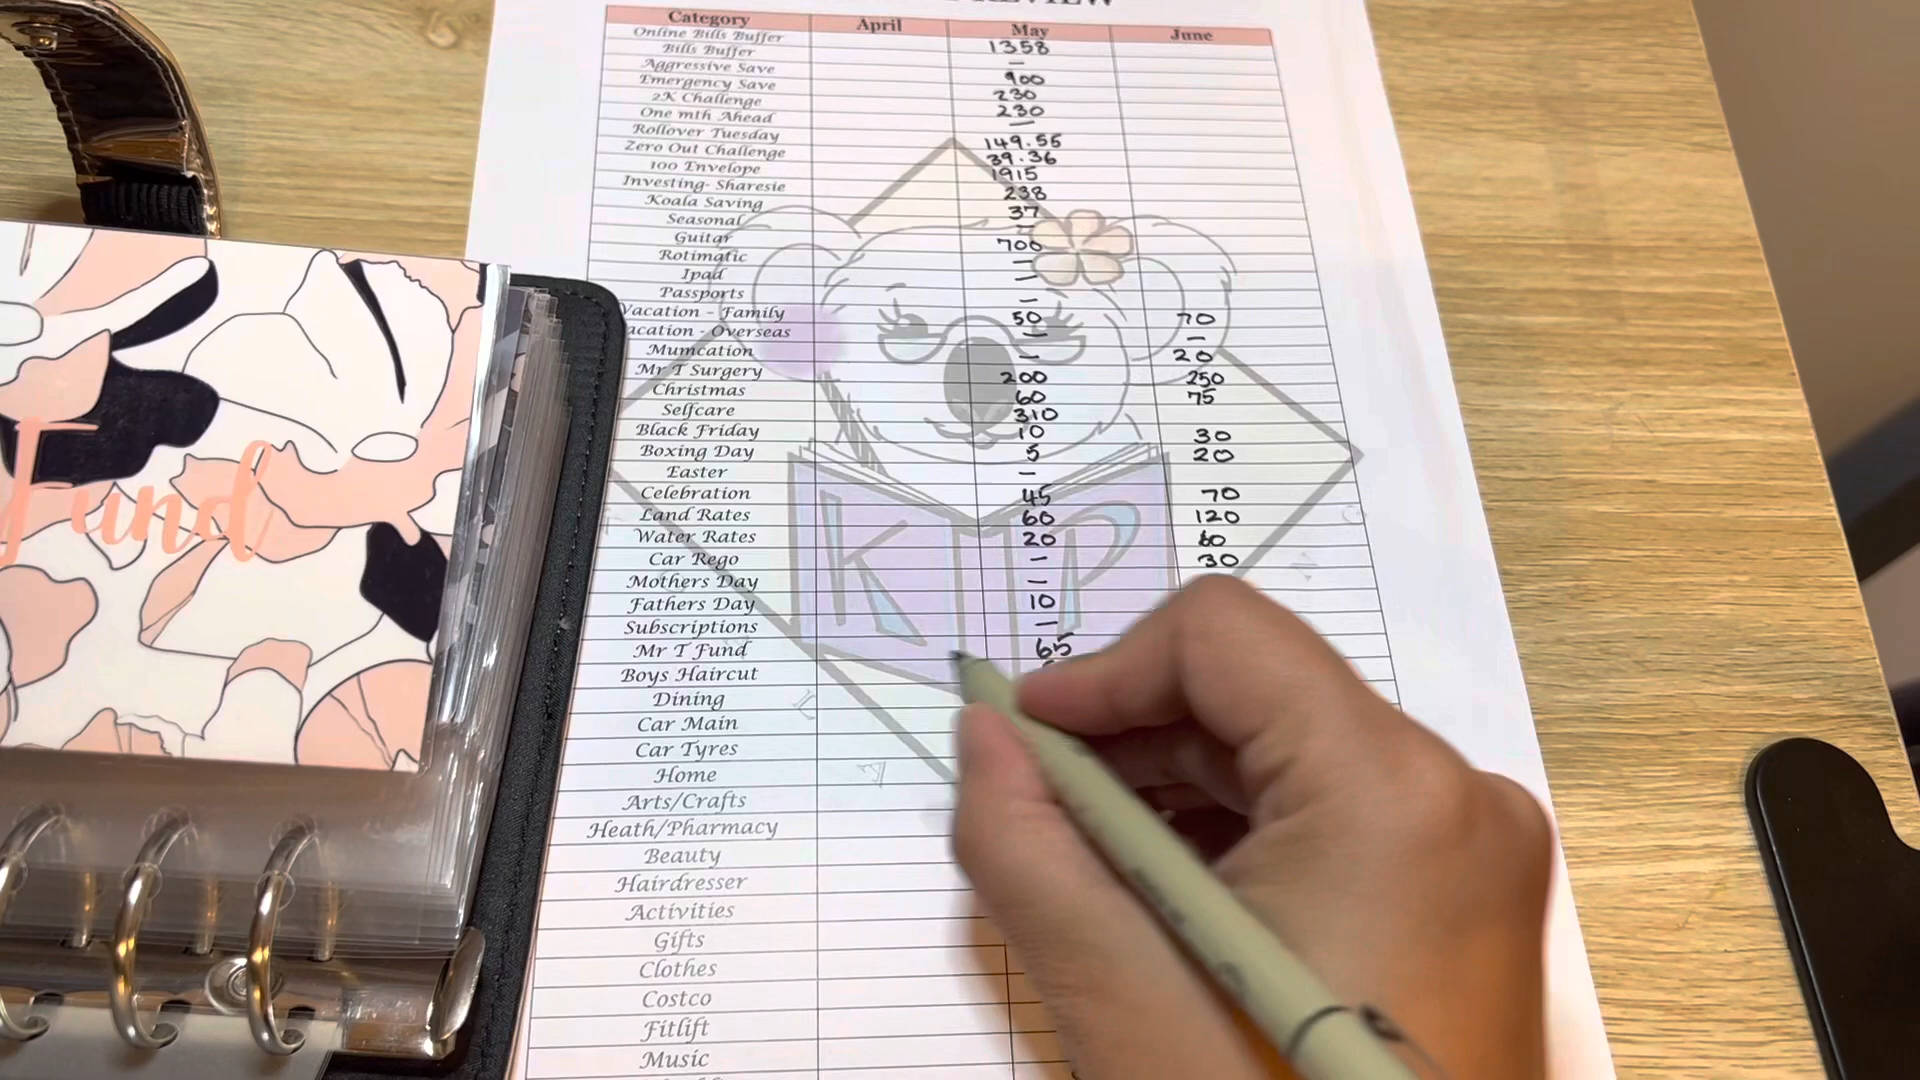 Category April May June
Online Bills Buffer 1358
Bills Buffer —
Aggressive Save 900
Emergency Save 230
2K Challenge 230
One mth Ahead —
Rollover Tuesday 149.55
Zero Out Challenge 39.36
100 Envelope 1915
Investing- Sharesie 238
Koala Saving 37
Seasonal —
Guitar 700
Rotimatic —
Ipad —
Passports —
Vacation - Family 50 70
acation - Overseas — —
Mumcation — 20
Mr T Surgery 200 250
Christmas 60 75
Selfcare 310
Black Friday 10 30
Boxing Day 5 20
Easter —
Celebration 45 70
Land Rates 60 120
Water Rates 20 60
Car Rego — 30
Mothers Day —
Fathers Day 10
Subscriptions —
Mr T Fund 65
Boys Haircut
Dining
Car Main
Car Tyres
Home
Arts/Crafts
Heath/Pharmacy
Beauty
Hairdresser
Activities
Gifts
Clothes
Costco
Fitlift
Music
Fund
K T P